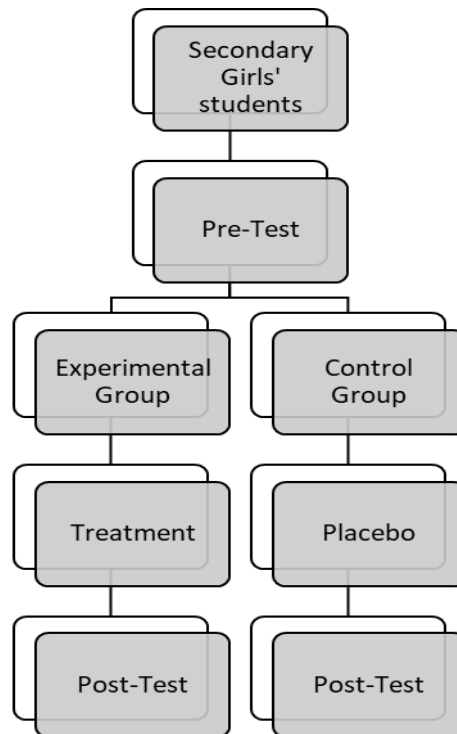 Secondary
Girls'
students
Pre-Test
Experimental
Group
Control
Group
Treatment
Placebo
Post-Test
Post-Test